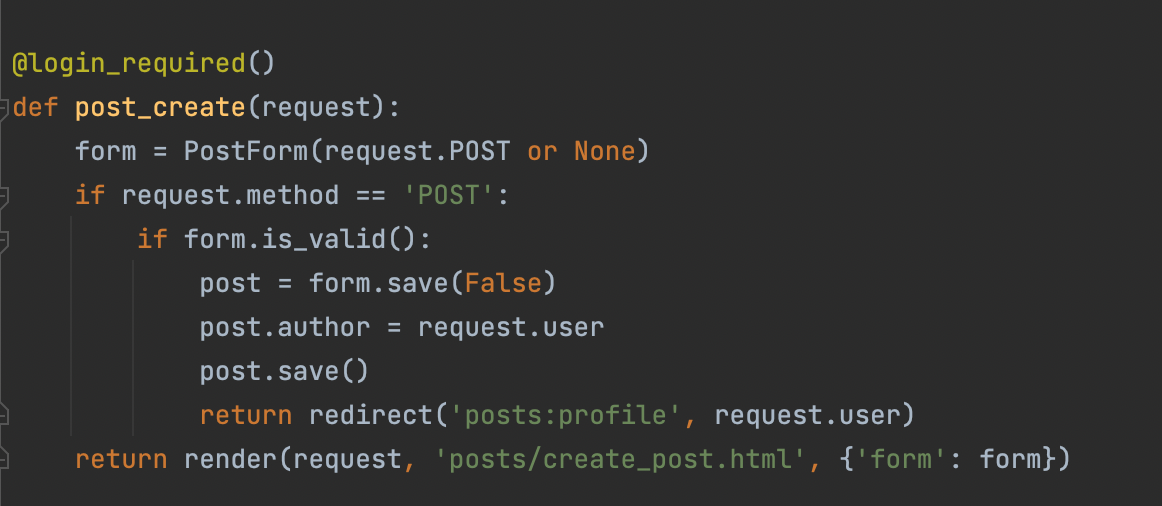 @login_required()
def post_create(request):
    form = PostForm(request.POST or None)
    if request.method == 'POST':
        if form.is_valid():
            post = form.save(False)
            post.author = request.user
            post.save()
            return redirect('posts:profile', request.user)
    return render(request, 'posts/create_post.html', {'form': form})